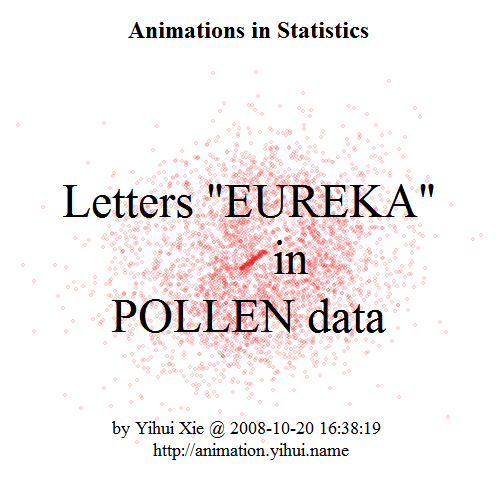 Animations in Statistics
Letters "EUREKA"
in
POLLEN data
by Yihui Xie @ 2008-10-20 16:38:19
http://animation.yihui.name